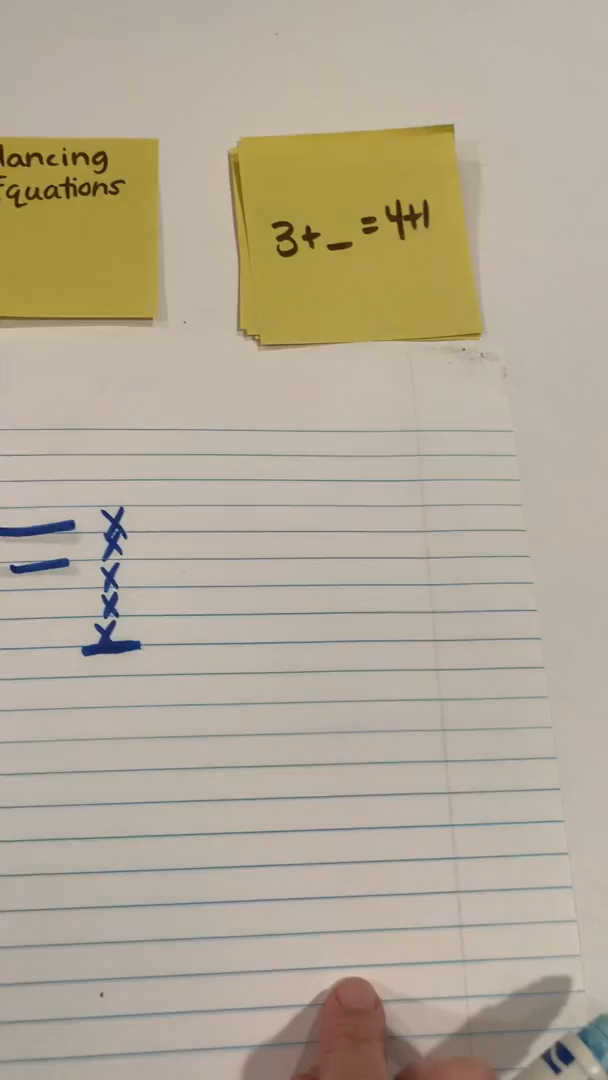 lancing
Equations
3 + _ = 4+1
=
x
x
x
x
x